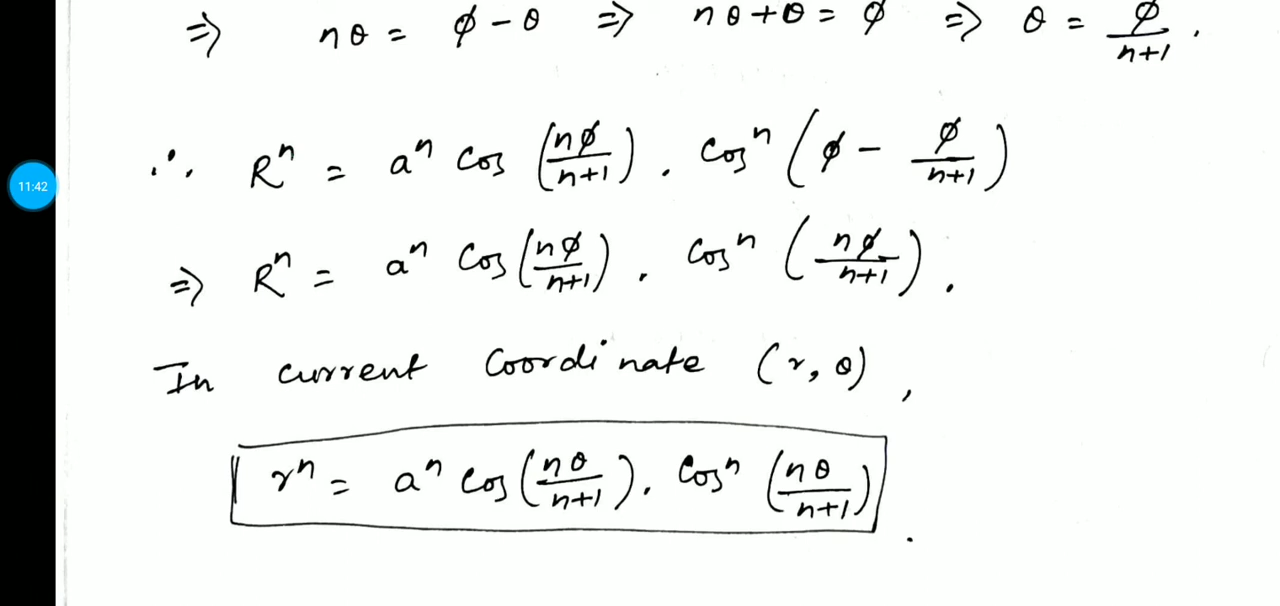 ⇒ nθ = φ - θ ⇒ nθ + θ = φ ⇒ θ = φ/(n+1).
∴ Rⁿ = aⁿ cos (nφ/(n+1)) . cosⁿ (φ - φ/(n+1))
⇒ Rⁿ = aⁿ cos (nφ/(n+1)) . cosⁿ (nφ/(n+1)).
In current coordinate (r, θ),
rⁿ = aⁿ cos (nθ/(n+1)). cosⁿ (nθ/(n+1)).
11:42